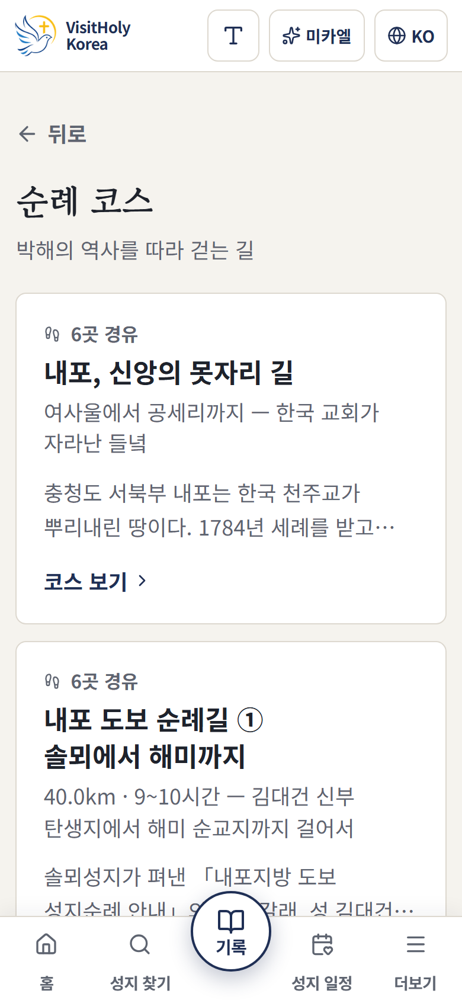 VisitHoly
Korea
미카엘
KO
뒤로
순례 코스
박해의 역사를 따라 걷는 길
6곳 경유
내포, 신앙의 못자리 길
여사울에서 공세리까지 — 한국 교회가
자라난 들녘
충청도 서북부 내포는 한국 천주교가
뿌리내린 땅이다. 1784년 세례를 받고…
코스 보기
6곳 경유
내포 도보 순례길 ①
솔뫼에서 해미까지
40.0km · 9~10시간 — 김대건 신부
탄생지에서 해미 순교지까지 걸어서
솔뫼성지가 펴낸 「내포지방 도보
성지순례 안내」 갈래 성 김대건…
기록
홈
성지 찾기
성지 일정
더보기